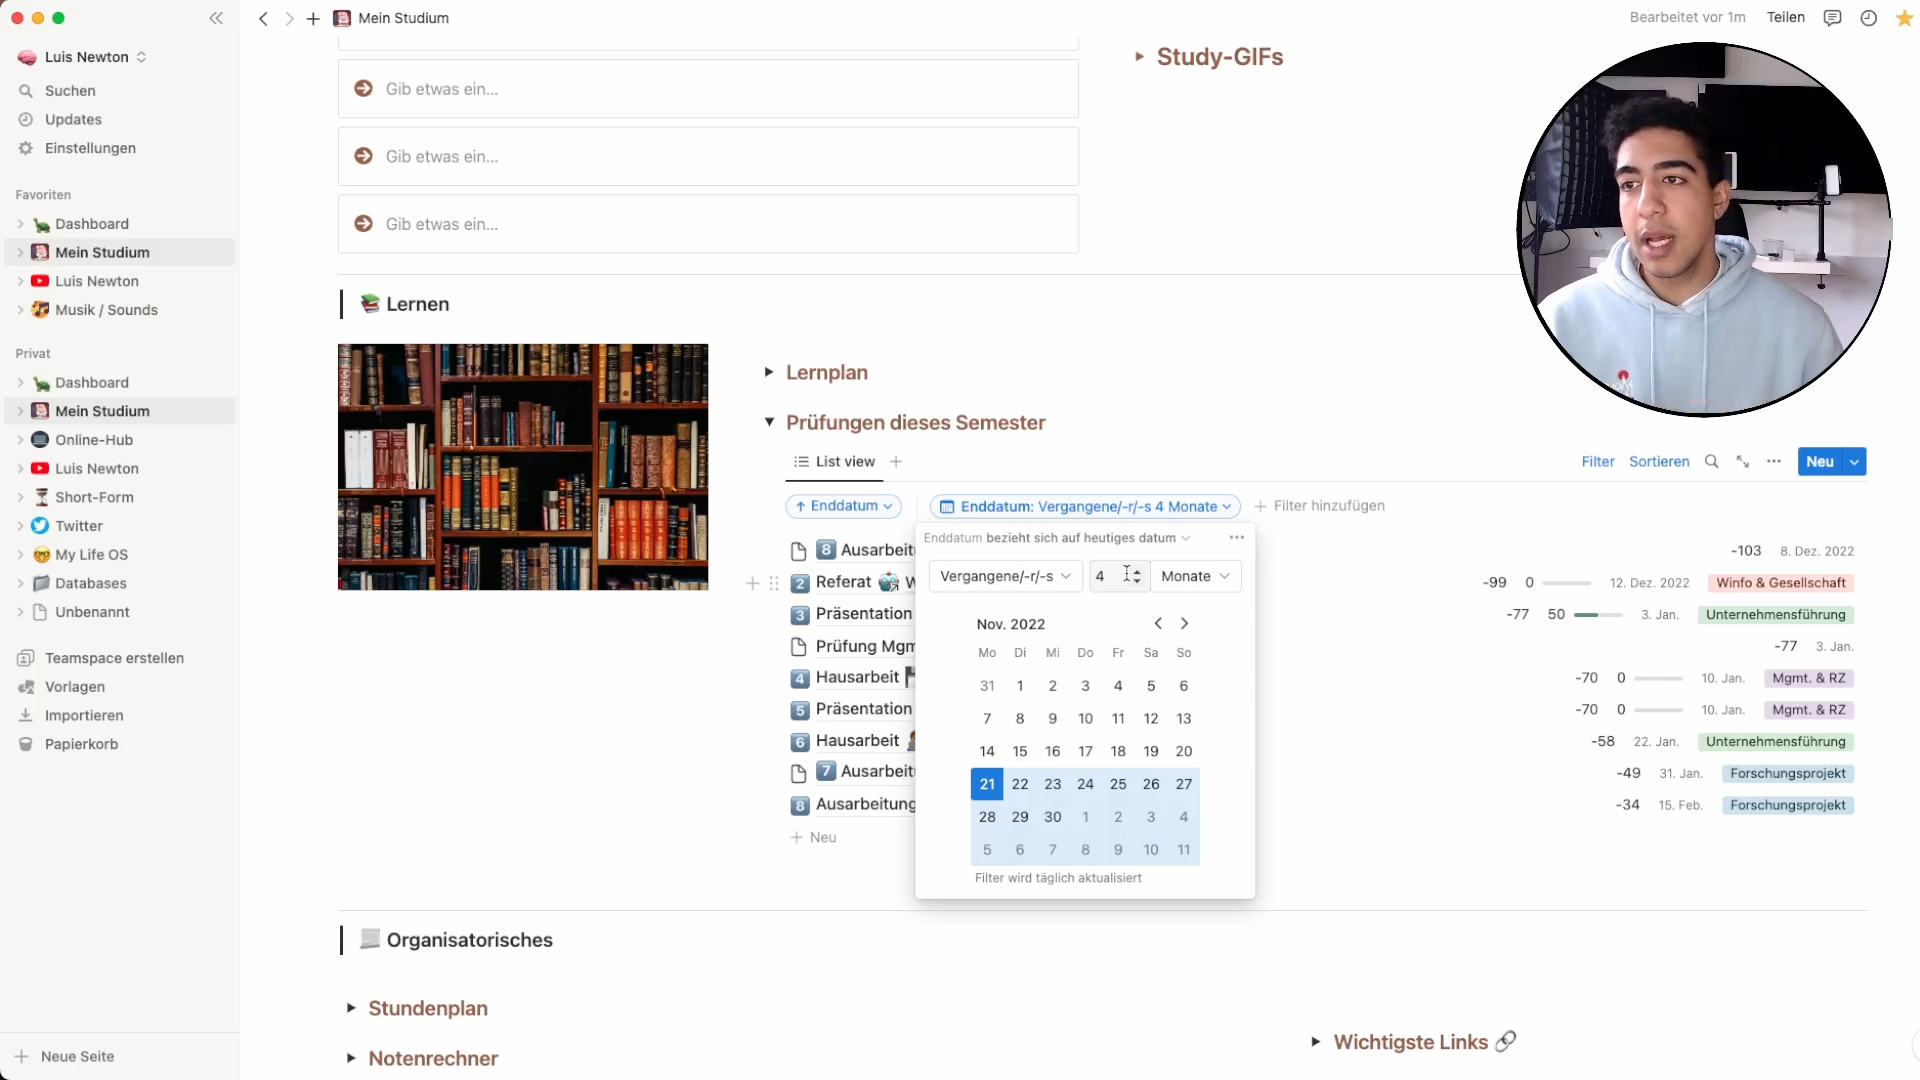 Mein Studium
Bearbeitet vor 1m
Teilen
Luis Newton
Suchen
Updates
Einstellungen
Favoriten
Dashboard
Mein Studium
Luis Newton
Musik / Sounds
Privat
Dashboard
Mein Studium
Online-Hub
Luis Newton
Short-Form
Twitter
My Life OS
Databases
Unbenannt
Teamspace erstellen
Vorlagen
Importieren
Papierkorb
Neue Seite
Gib etwas ein...
Gib etwas ein...
Gib etwas ein...
Study-GIFs
Lernen
Lernplan
Prüfungen dieses Semester
List view
Filter Sortieren Neu
Enddatum Enddatum: Vergangene/-r/-s 4 Monate Filter hinzufügen
8 Ausarbeit -103 8. Dez. 2022
2 Referat W -99 0 12. Dez. 2022 Winfo & Gesellschaft
3 Präsentation -77 50 3. Jan. Unternehmensführung
Prüfung Mgm -77 3. Jan.
4 Hausarbeit -70 0 10. Jan. Mgmt. & RZ
5 Präsentation -70 0 10. Jan. Mgmt. & RZ
6 Hausarbeit -58 22. Jan. Unternehmensführung
7 Ausarbeit -49 31. Jan. Forschungsprojekt
8 Ausarbeitung -34 15. Feb. Forschungsprojekt
Neu
Enddatum bezieht sich auf heutiges datum
Vergangene/-r/-s 4 Monate
Nov. 2022
Mo Di Mi Do Fr Sa So
31 1 2 3 4 5 6
7 8 9 10 11 12 13
14 15 16 17 18 19 20
21 22 23 24 25 26 27
28 29 30 1 2 3 4
5 6 7 8 9 10 11
Filter wird täglich aktualisiert
Organisatorisches
Stundenplan
Notenrechner
Wichtigste Links